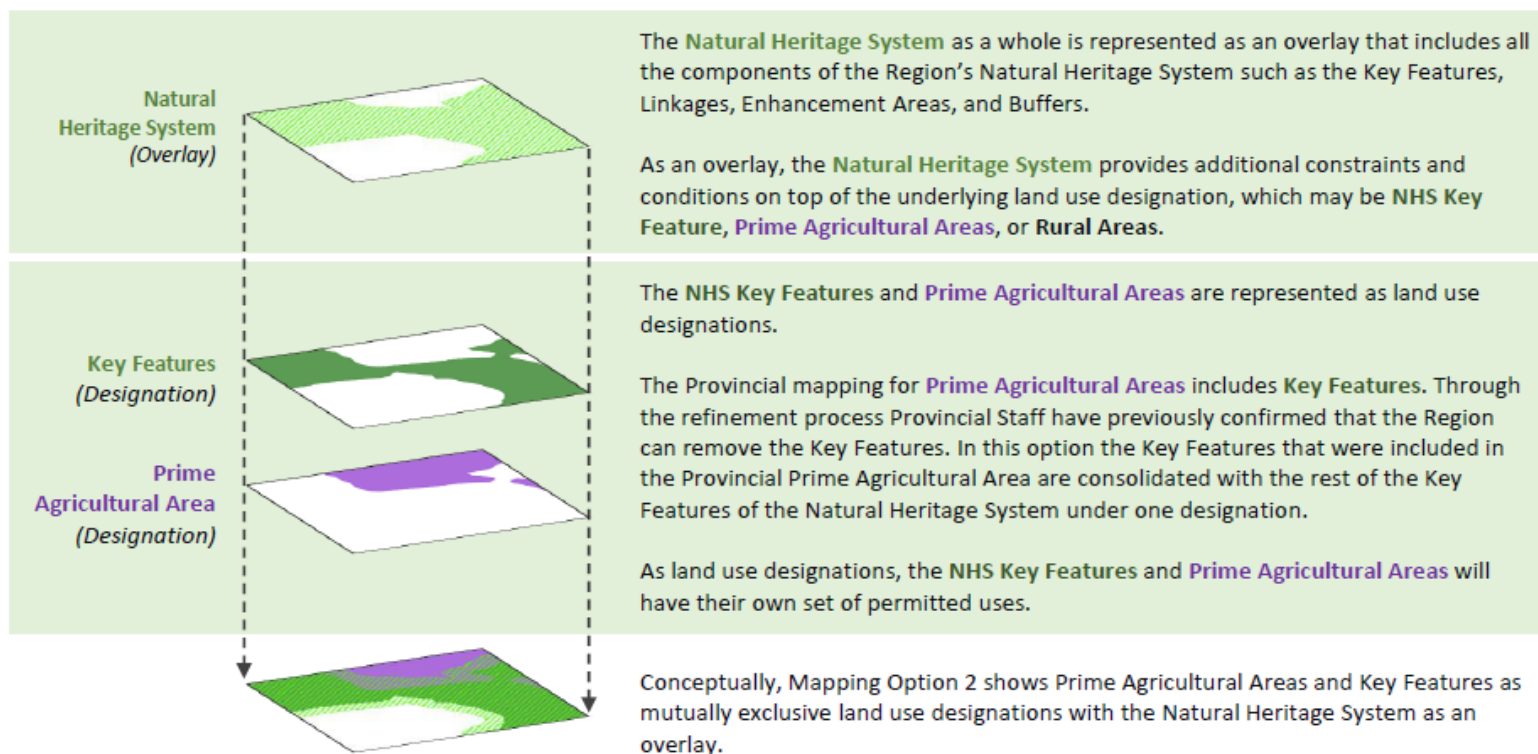 Natural
Heritage System
(Overlay)
The Natural Heritage System as a whole is represented as an overlay that includes all
the components of the Region's Natural Heritage System such as the Key Features,
Linkages, Enhancement Areas, and Buffers.
As an overlay, the Natural Heritage System provides additional constraints and
conditions on top of the underlying land use designation, which may be NHS Key
Feature, Prime Agricultural Areas, or Rural Areas.
Key Features
(Designation)
Prime
Agricultural Area
(Designation)
The NHS Key Features and Prime Agricultural Areas are represented as land use
designations.
The Provincial mapping for Prime Agricultural Areas includes Key Features. Through
the refinement process Provincial Staff have previously confirmed that the Region
can remove the Key Features. In this option the Key Features that were included in
the Provincial Prime Agricultural Area are consolidated with the rest of the Key
Features of the Natural Heritage System under one designation.
As land use designations, the NHS Key Features and Prime Agricultural Areas will
have their own set of permitted uses.
Conceptually, Mapping Option 2 shows Prime Agricultural Areas and Key Features as
mutually exclusive land use designations with the Natural Heritage System as an
overlay.